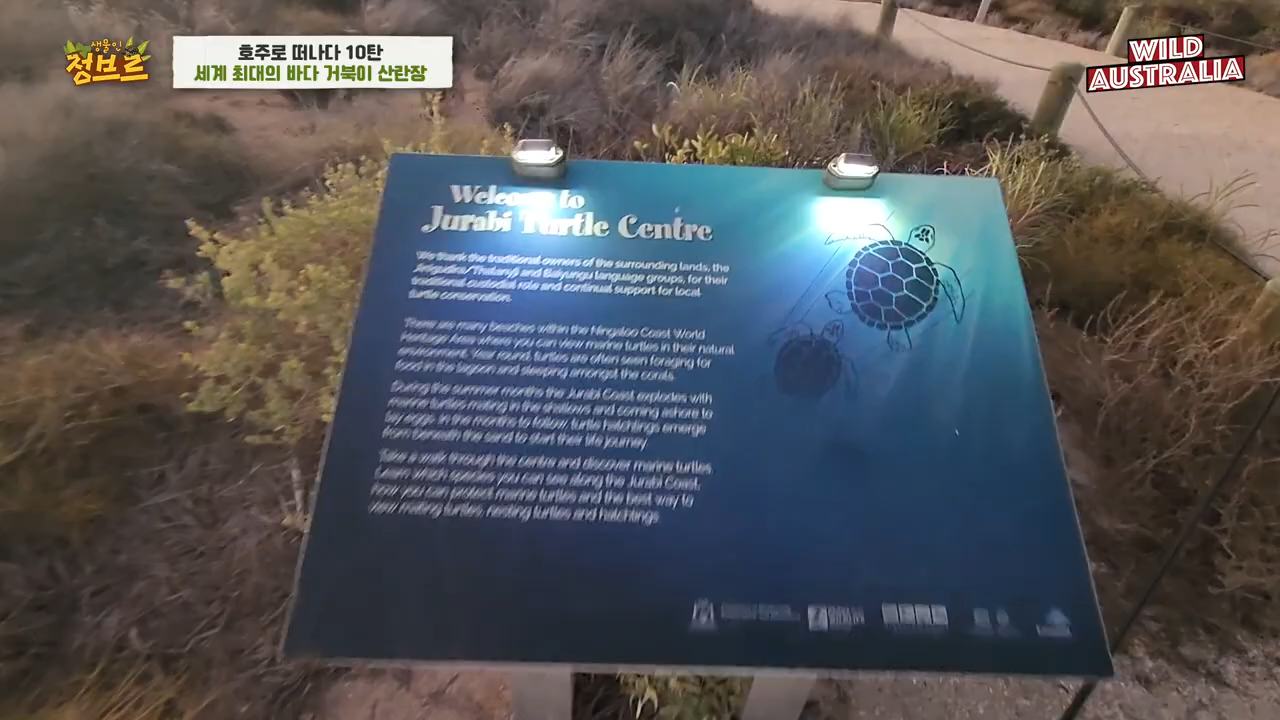 생물인
정브르
호주로 떠나다 10탄
세계 최대의 바다 거북이 산란장
WILD
AUSTRALIA
Welcome to
Jurabi Turtle Centre
We thank the traditional owners of the surrounding lands, the
Jinigudira/Thalanyji and Baiyungu language groups, for their
traditional custodial role and continual support for local
turtle conservation.
There are many beaches within the Ningaloo Coast World
Heritage Area where you can view marine turtles in their natural
environment. Year round, turtles are often seen foraging for
food in the lagoon and sleeping amongst the corals.
During the summer months the Jurabi Coast explodes with
marine turtles mating in the shallows and coming ashore to
lay eggs. In the months to follow, turtle hatchlings emerge
from beneath the sand to start their life journey.
Take a walk through the centre and discover marine turtles.
Learn which species you can see along the Jurabi Coast,
how you can protect marine turtles and the best way to
view mating turtles, nesting turtles and hatchlings.